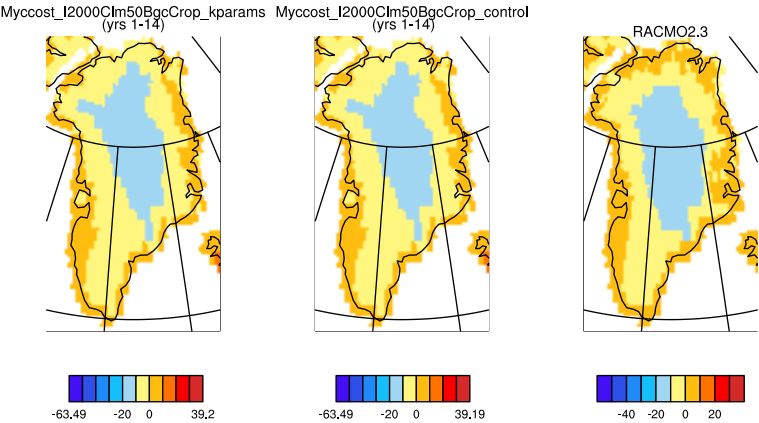 Myccost_I2000Clm50BgcCrop_kparams
(yrs 1-14)
Myccost_I2000Clm50BgcCrop_control
(yrs 1-14)
RACMO2.3
-63.49 -20 0 39.2
-63.49 -20 0 39.19
-40 -20 0 20